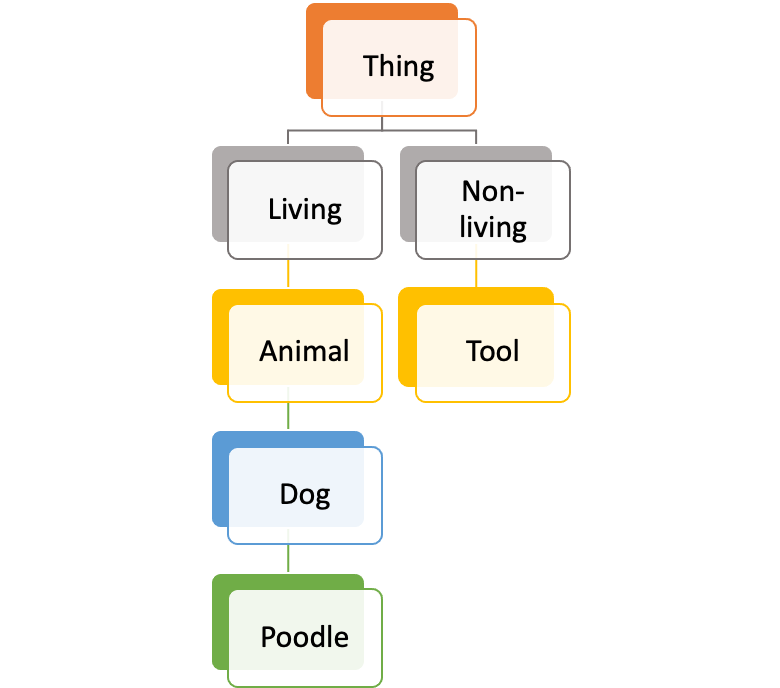 Thing
Living
Non-
living
Animal
Tool
Dog
Poodle